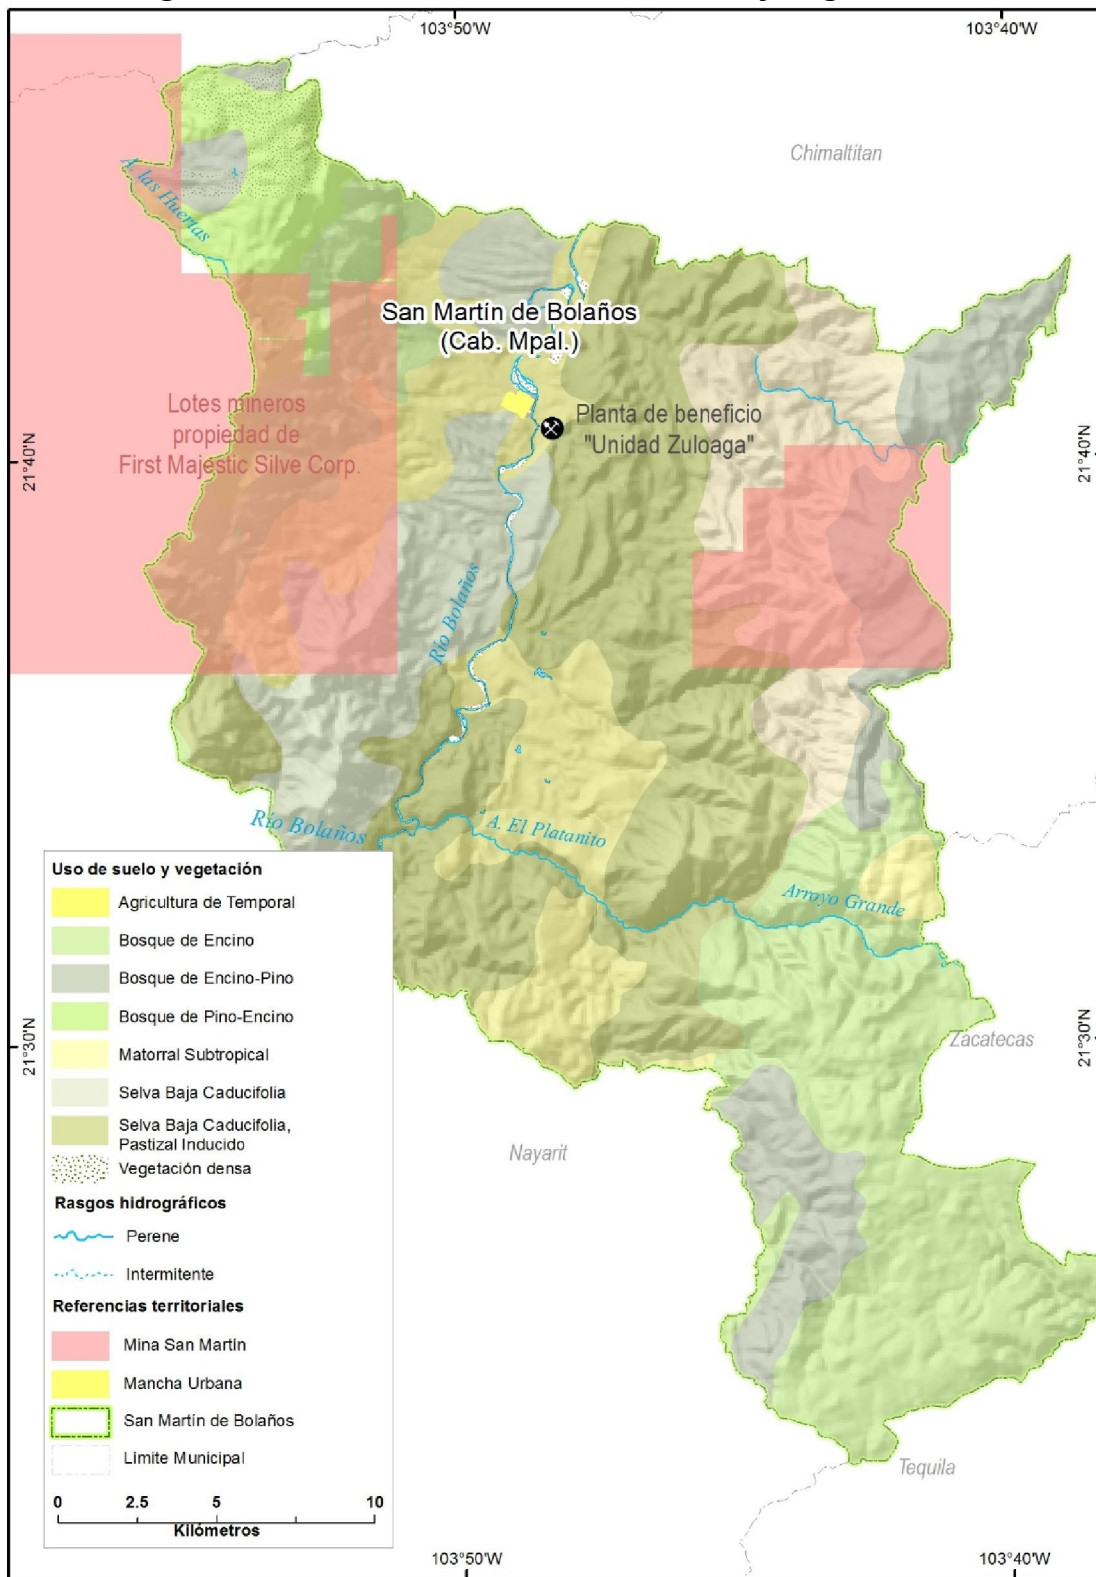 103°50'W
103°40'W
Chimaltitan
A. las Huertas
San Martín de Bolaños
(Cab. Mpal.)
Lotes mineros
propiedad de
First Majestic Silve Corp.
Planta de beneficio
"Unidad Zuloaga"
21°40'N
21°40'N
Río Bolaños
Río Bolaños
A. El Platanito
Arroyo Grande
Uso de suelo y vegetación
Agricultura de Temporal
Bosque de Encino
Bosque de Encino-Pino
Bosque de Pino-Encino
Matorral Subtropical
Selva Baja Caducifolia
Selva Baja Caducifolia,
Pastizal Inducido
Vegetación densa
Rasgos hidrográficos
Perene
Intermitente
Referencias territoriales
Mina San Martín
Mancha Urbana
San Martín de Bolaños
Limite Municipal
0 2.5 5 10
Kilómetros
21°30'N
21°30'N
Zacatecas
Nayarit
Tequila
103°50'W
103°40'W